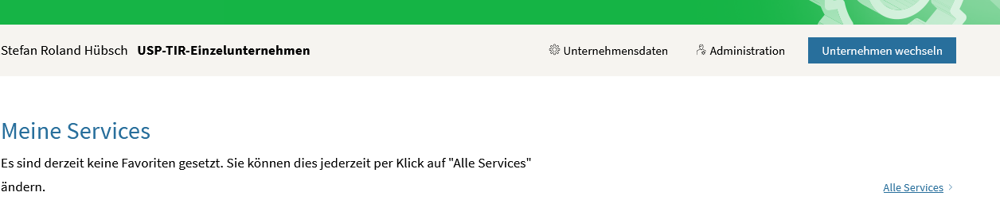 Stefan Roland Hübsch USP-TIR-Einzelunternehmen Unternehmensdaten Administration Unternehmen wechseln
Meine Services
Es sind derzeit keine Favoriten gesetzt. Sie können dies jederzeit per Klick auf "Alle Services"
ändern.
Alle Services